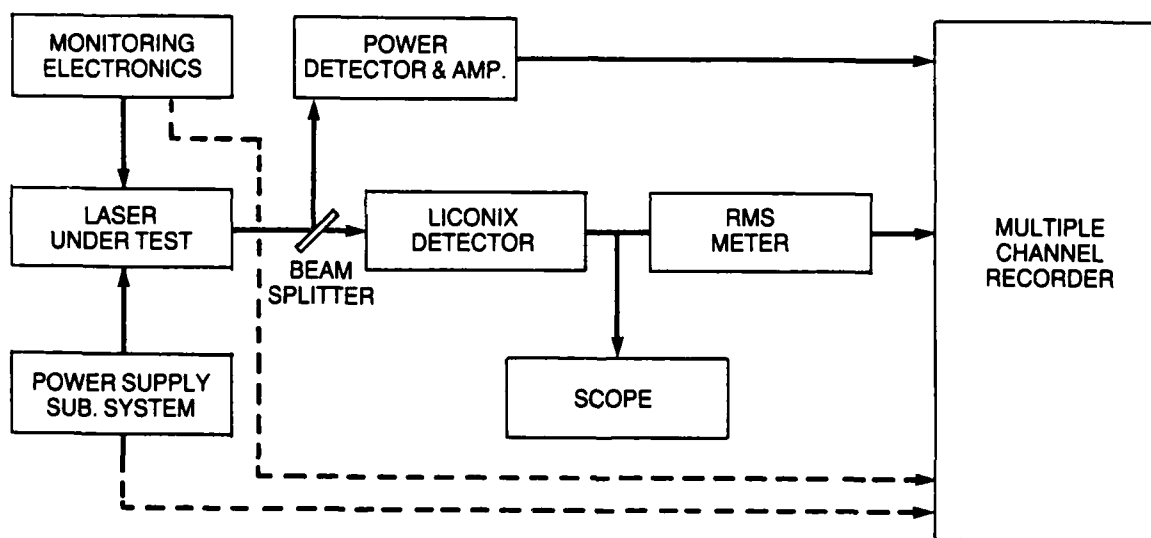 MONITORING
ELECTRONICS
POWER
DETECTOR & AMP.
LASER
UNDER TEST
BEAM
SPLITTER
LICONIX
DETECTOR
RMS
METER
MULTIPLE
CHANNEL
RECORDER
POWER SUPPLY
SUB. SYSTEM
SCOPE